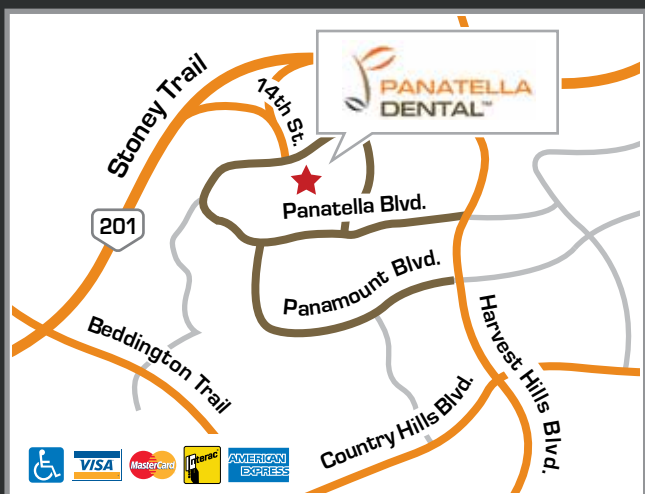 Stoney Trail
14th St.
PANATELLA
DENTAL™
Panatella Blvd.
201
Panamount Blvd.
Beddington Trail
Harvest Hills Blvd.
Country Hills Blvd.
VISA
MasterCard
Interac
AMERICAN
EXPRESS